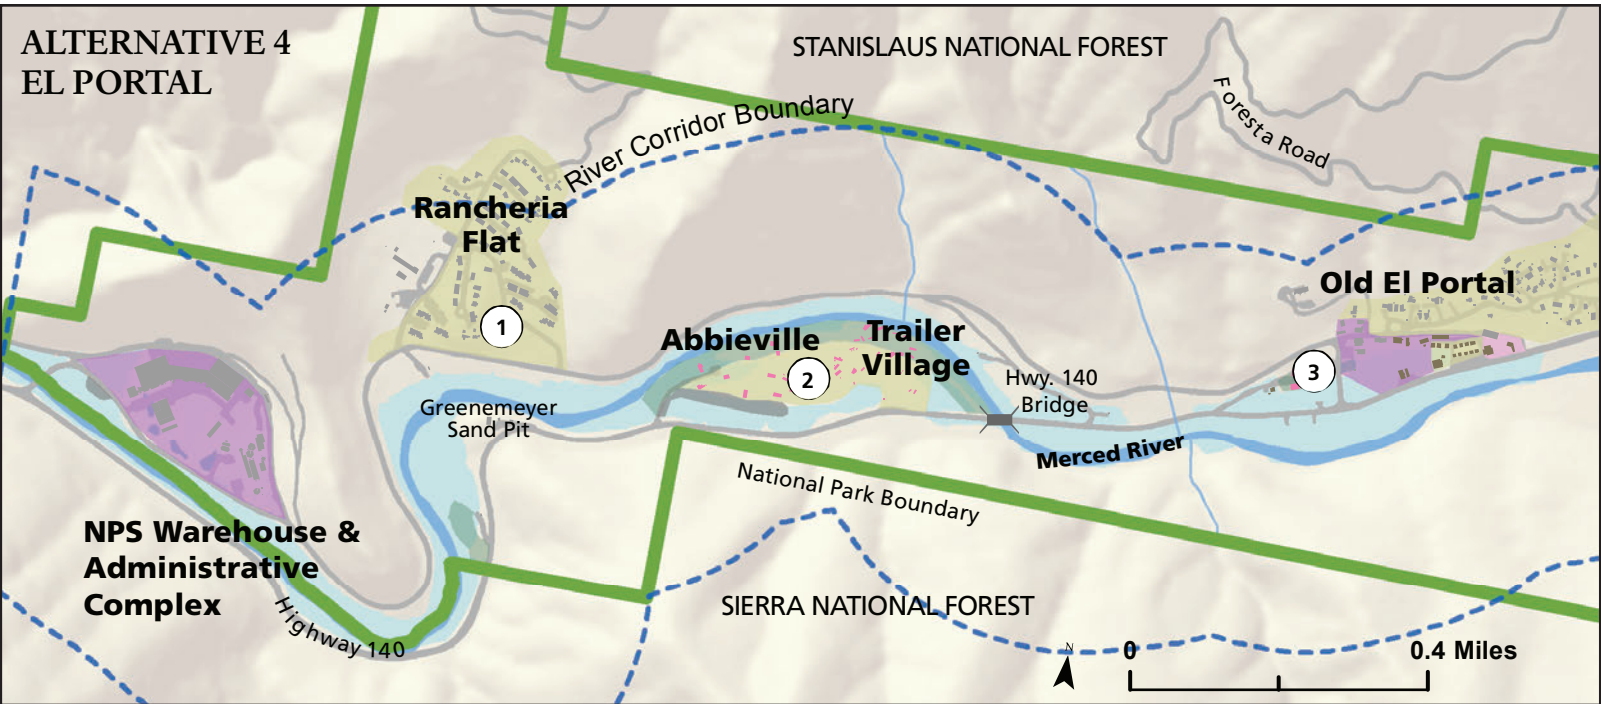 ALTERNATIVE 4
EL PORTAL
STANISLAUS NATIONAL FOREST
Foresta Road
River Corridor Boundary
Rancheria
Flat
1
Old El Portal
Abbieville
Trailer
Village
2
3
Hwy. 140
Bridge
Greenemeyer
Sand Pit
Merced River
National Park Boundary
NPS Warehouse &
Administrative
Complex
Highway 140
SIERRA NATIONAL FOREST
N
0
0.4 Miles